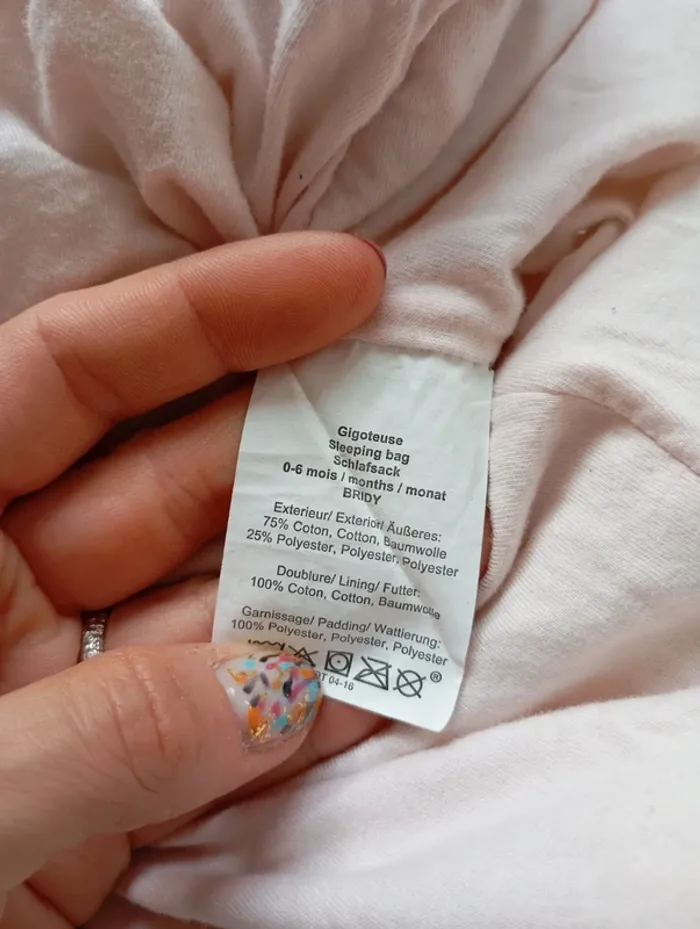 Gigoteuse
Sleeping bag
Schlafsack
0-6 mois / months / monat
BRIDY
Exterieur/ Exterior/ Äußeres:
75% Coton, Cotton, Baumwolle
25% Polyester, Polyester, Polyester
Doublure/ Lining/ Futter:
100% Coton, Cotton, Baumwolle
Garnissage/ Padding/ Wattierung:
100% Polyester, Polyester, Polyester
®
04-16